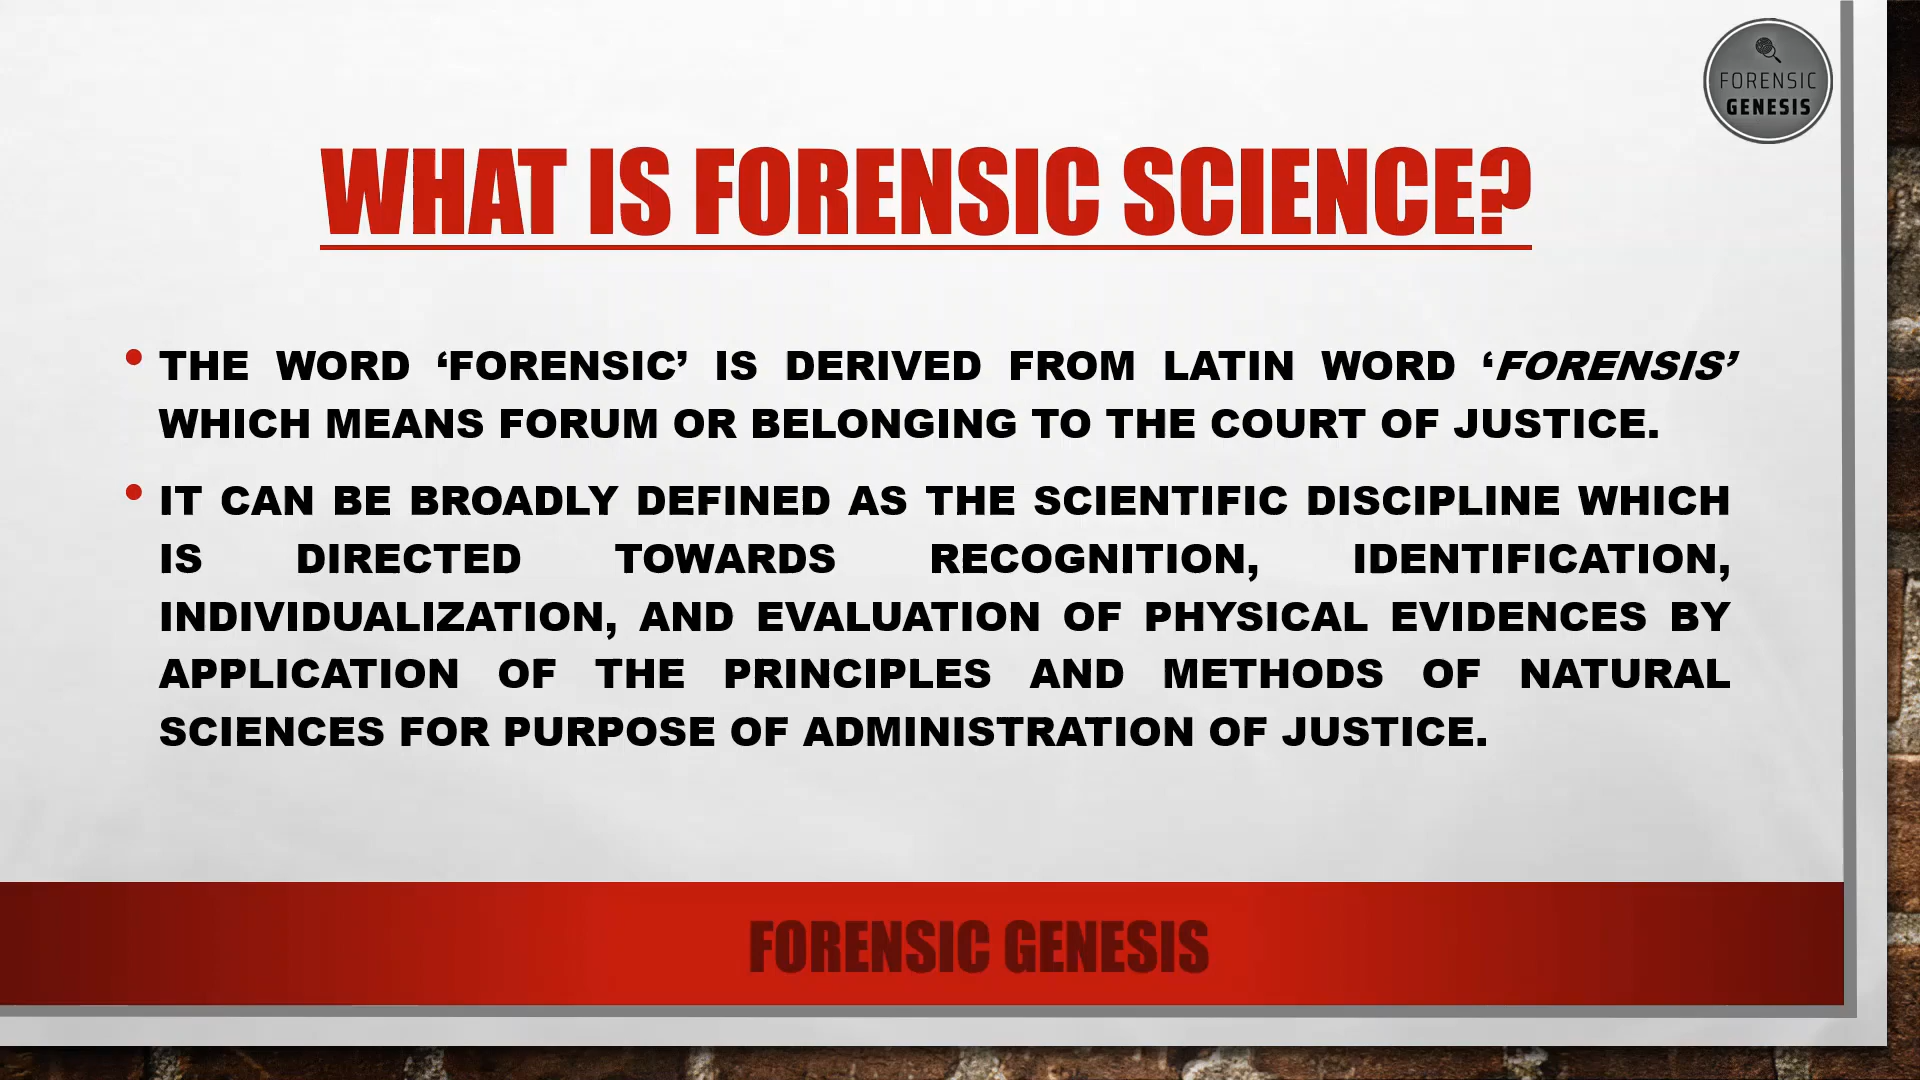 FORENSIC
GENESIS
WHAT IS FORENSIC SCIENCE?
• THE WORD ‘FORENSIC’ IS DERIVED FROM LATIN WORD ‘FORENSIS’
WHICH MEANS FORUM OR BELONGING TO THE COURT OF JUSTICE.
• IT CAN BE BROADLY DEFINED AS THE SCIENTIFIC DISCIPLINE WHICH
IS DIRECTED TOWARDS RECOGNITION, IDENTIFICATION,
INDIVIDUALIZATION, AND EVALUATION OF PHYSICAL EVIDENCES BY
APPLICATION OF THE PRINCIPLES AND METHODS OF NATURAL
SCIENCES FOR PURPOSE OF ADMINISTRATION OF JUSTICE.
FORENSIC GENESIS